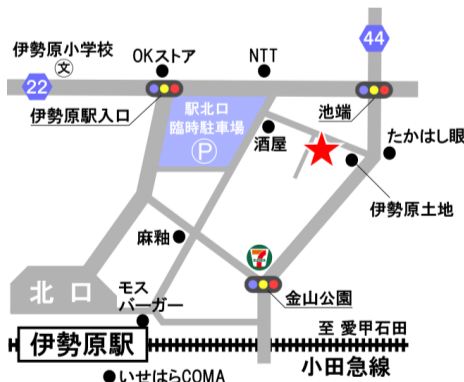 44
伊勢原小学校
文
OKストア
NTT
22
伊勢原駅入口
駅北口
臨時駐車場
P
池端
酒屋
たかはし眼
伊勢原土地
麻釉
7
金山公園
北口
モス
バーガー
至 愛甲石田
伊勢原駅
小田急線
いせはらCOMA